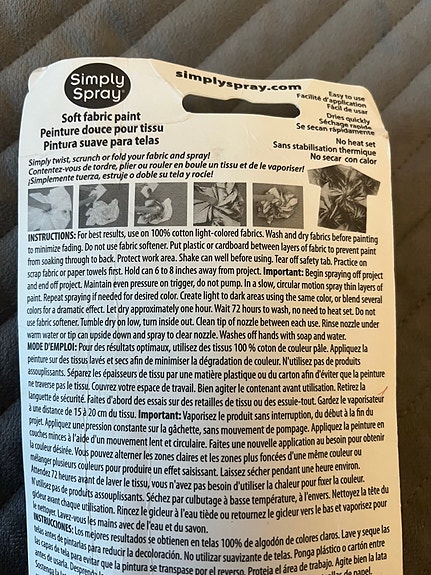 Simply
Spray
simplyspray.com
Soft fabric paint
Peinture douce pour tissu
Pintura suave para telas
Easy to use
Facilité d'application
Fácil de usar
Dries quickly
Séchage rapide
Se secan rápidamente
No heat set
Sans stabilisation thermique
No secar con calor
Simply twist, scrunch or fold your fabric and spray!
Contentez-vous de tordre, plier ou rouler en boule un tissu et de le vaporiser!
¡Simplemente tuerza, estruje o doble su tela y rocíe!
INSTRUCTIONS: For best results, use on 100% cotton light-colored fabrics. Wash and dry fabrics before painting
to minimize fading. Do not use fabric softener. Put plastic or cardboard between layers of fabric to prevent paint
from soaking through to back. Protect work area. Shake can well before using. Tear off safety tab. Practice on
scrap fabric or paper towels first. Hold can 6 to 8 inches away from project. Important: Begin spraying off project
and end off project. Maintain even pressure on trigger, do not pump. In a slow, circular motion spray thin layers of
paint. Repeat spraying if needed for desired color. Create light to dark areas using the same color, or blend several
colors for a dramatic effect. Let dry approximately one hour. Wait 72 hours to wash, no need to heat set. Do not
use fabric softener. Tumble dry on low, turn inside out. Clean tip of nozzle between each use. Rinse nozzle under
warm water or tip can upside down and spray to clear nozzle. Washes off hands with soap and water.
MODE D'EMPLOI: Pour des résultats optimaux, utilisez des tissus 100 % coton de couleur pâle. Appliquez la
peinture sur des tissus lavés et secs afin de minimiser la dégradation de couleur. N'utilisez pas de produits
assouplissants. Séparez les épaisseurs de tissu par une matière plastique ou du carton afin d'éviter que la peinture
ne traverse pas le tissu. Couvrez votre espace de travail. Bien agiter le contenant avant utilisation. Retirez la
languette de sécurité. Faites d'abord des essais sur des retailles de tissu ou des essuie-tout. Gardez le vaporisateur
à une distance de 15 à 20 cm du tissu. Important: Vaporisez le produit sans interruption, du début à la fin du
projet. Appliquez une pression constante sur la gâchette, sans mouvement de pompage. Appliquez la peinture en
couches minces à l'aide d'un mouvement lent et circulaire. Faites une nouvelle application au besoin pour obtenir
la couleur désirée. Vous pouvez alterner les zones claires et les zones plus foncées d'une même couleur ou
mélanger plusieurs couleurs pour produire un effet saisissant. Laissez sécher pendant une heure environ.
Attendez 72 heures avant de laver le tissu, vous n'avez pas besoin d'utiliser la chaleur pour fixer la couleur.
N'utilisez pas de produits assouplissants. Séchez par culbutage à basse température, à l'envers. Nettoyez la tête du
gicleur avant chaque utilisation. Rincez le gicleur à l'eau tiède ou retournez le gicleur vers le bas et vaporisez pour
le nettoyer. Lavez-vous les mains avec de l'eau et du savon.
INSTRUCCIONES: Los mejores resultados se obtienen en telas 100% de algodón de colores claros. Lave y seque las
telas antes de pintarlas para reducir la decoloración. No utilizar suavizante de telas. Ponga plástico o cartón entre
las capas de tela para evitar que la pintura se transpase por el reverso. Proteja el área de trabajo. Agite bien la lata
antes de usarla.